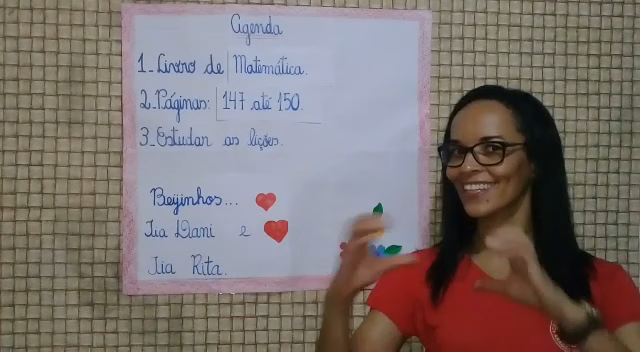 Agenda
1-Livro de Matemática.
2-Páginas: 147 até 150.
3-Estudar as lições.
Beijinhos...
Tia Dani e
Tia Rita.